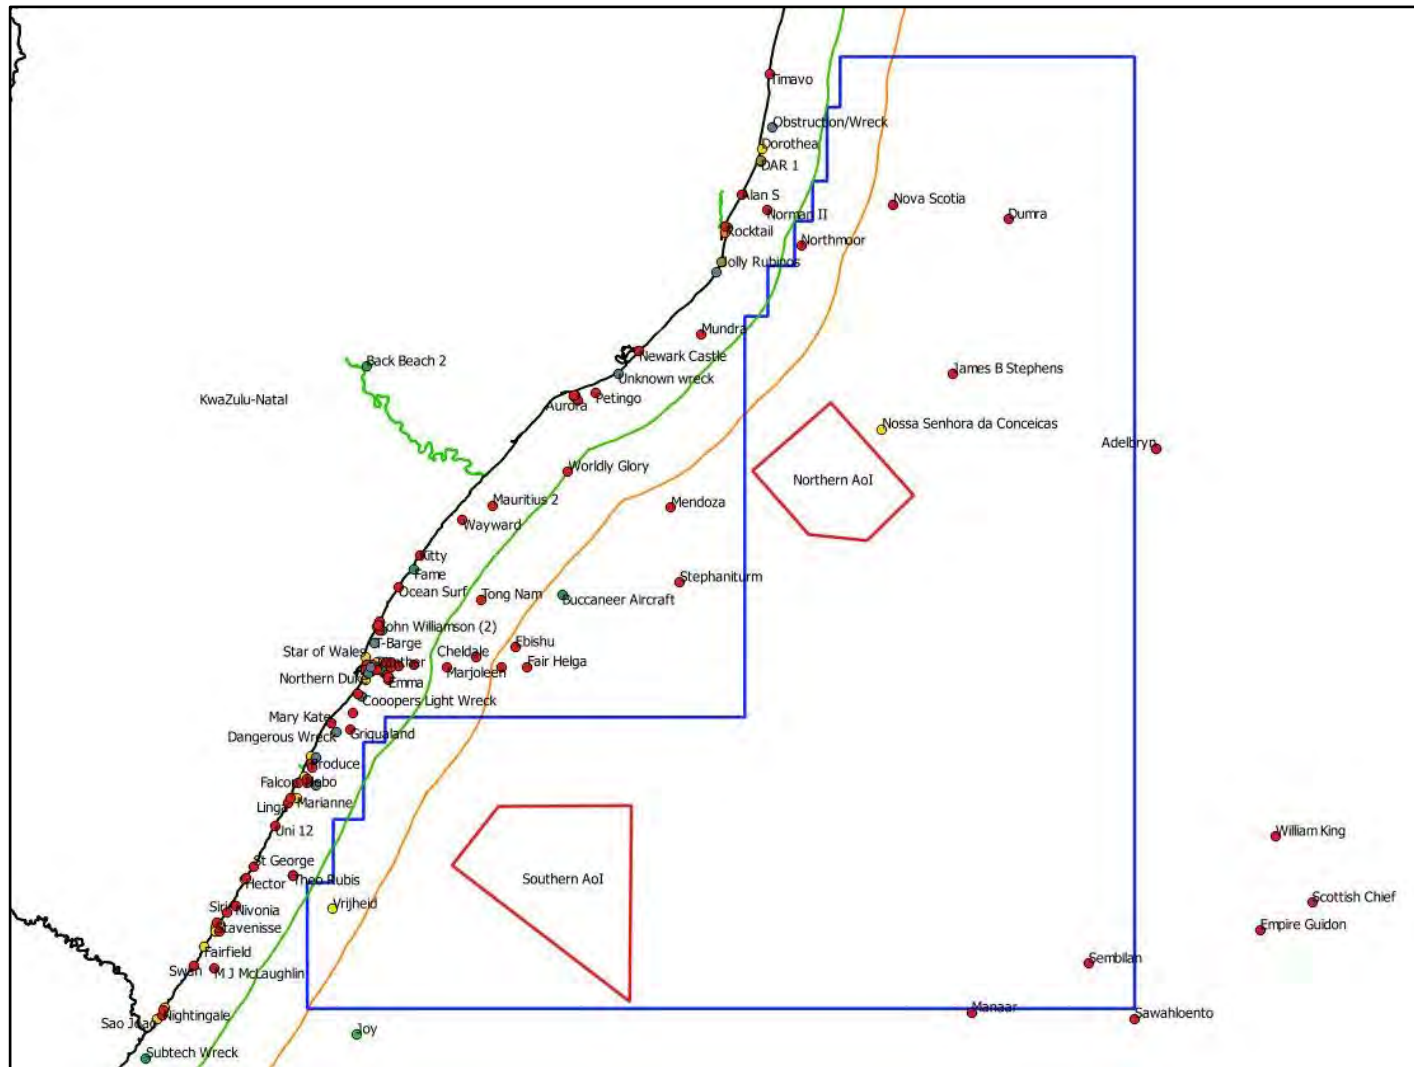 Timavo
Obstruction/Wreck
Dorothea
DAR 1
Alan S
Nova Scotia
Norman II
Dumra
Rocktail
Northmoor
Jolly Rubinos
Mundra
Newark Castle
Back Beach 2
Unknown wreck
James B Stephens
KwaZulu-Natal
Petingo
Aurora
Nossa Senhora da Conceicas
Adelbryn
Worldly Glory
Northern AoI
Mauritius 2
Mendoza
Wayward
Kitty
Fame
Stephaniturm
Ocean Surf
Tong Nam
Buccaneer Aircraft
John Williamson (2)
T-Barge
Ebishu
Star of Wales
Cheldale
Fair Helga
Marjoleen
Northern Duke
Emma
Cooopers Light Wreck
Mary Kate
Griqualand
Dangerous Wreck
Produce
Falcon
Nebo
Marianne
Linga
Uni 12
William King
St George
Hector
Theo Rubis
Southern AoI
Scottish Chief
Vrijheid
Nivonia
Stavenisse
Empire Guidon
Fairfield
Sembilan
Swan
M J McLaughlin
Manaar
Sawahloento
Nightingale
Sao Joao
Joy
Subtech Wreck